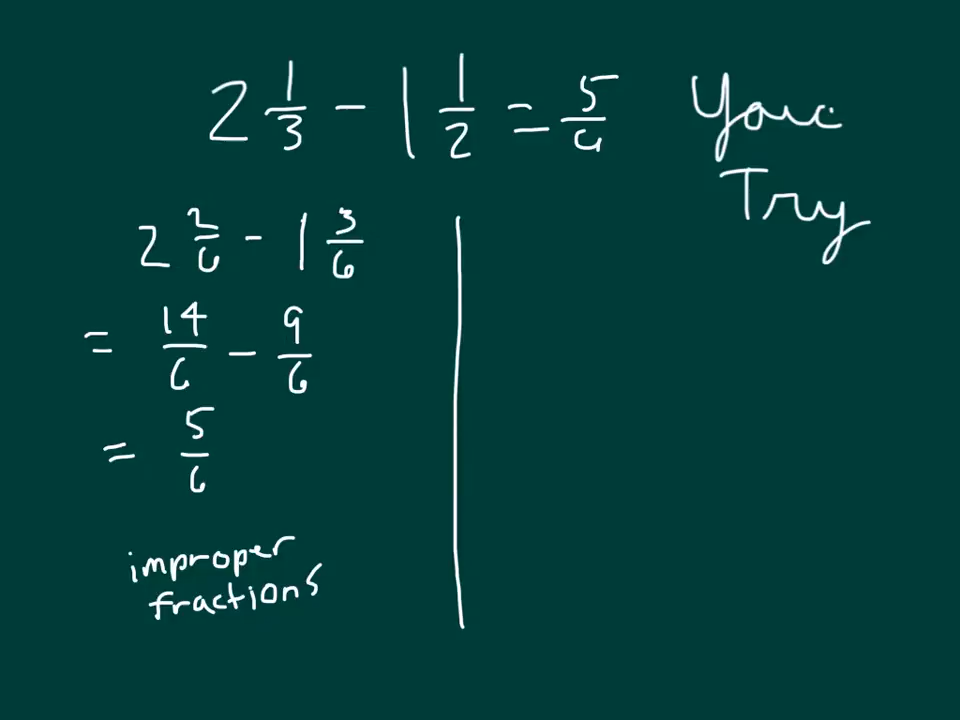 2 1/3 - 1 1/2 = 5/6 You
Try
2 2/6 - 1 3/6
= 14/6 - 9/6
= 5/6
improper
fractions